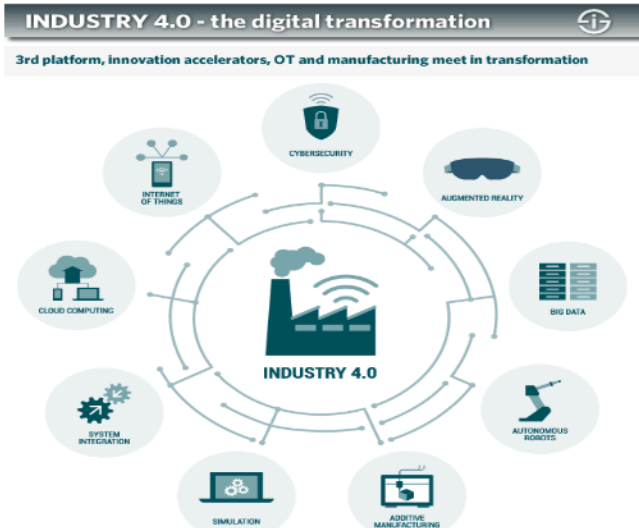 INDUSTRY 4.0 - the digital transformation
3rd platform, innovation accelerators, OT and manufacturing meet in transformation
CYBERSECURITY
INTERNET
OF THINGS
AUGMENTED REALITY
CLOUD COMPUTING
BIG DATA
INDUSTRY 4.0
SYSTEM
INTEGRATION
AUTONOMOUS
ROBOTS
SIMULATION
ADDITIVE
MANUFACTURING